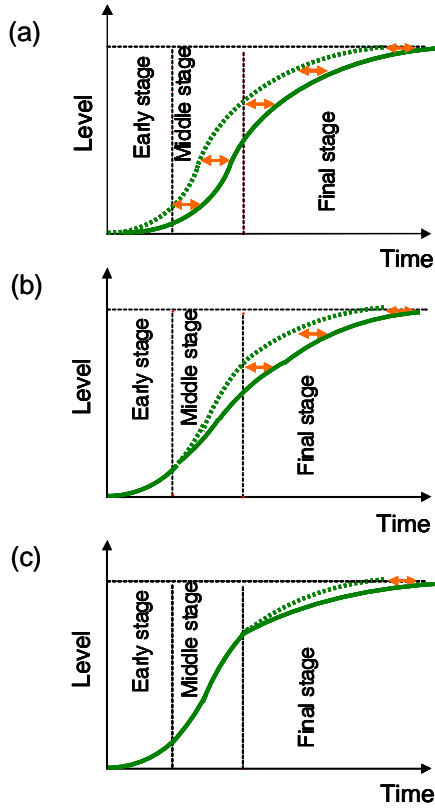 (a)
Level
Early stage
Middle stage
Final stage
Time
(b)
Level
Early stage
Middle stage
Final stage
Time
(c)
Level
Early stage
Middle stage
Final stage
Time